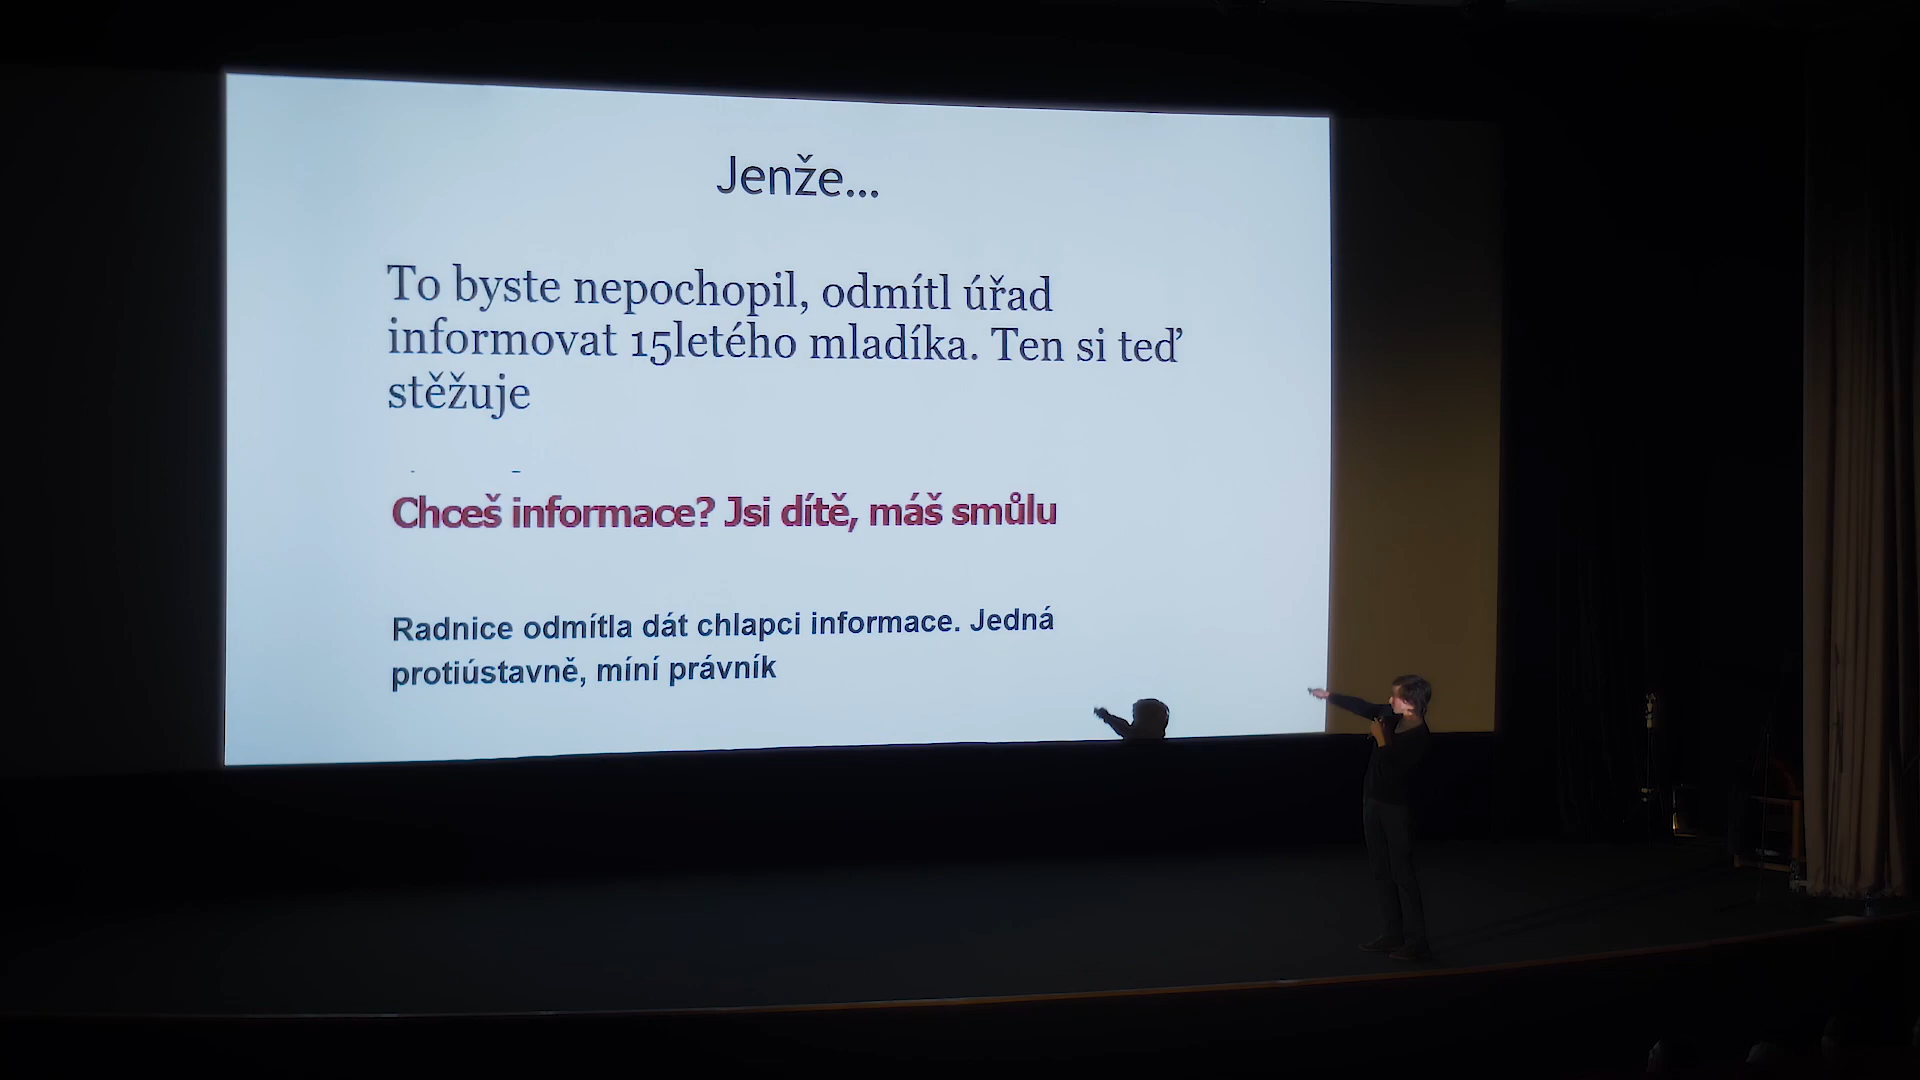 Jenže...
To byste nepochopil, odmítl úřad
informovat 15letého mladíka. Ten si teď
stěžuje
Chceš informace? Jsi dítě, máš smůlu
Radnice odmítla dát chlapci informace. Jedná
protiústavně, míní právník